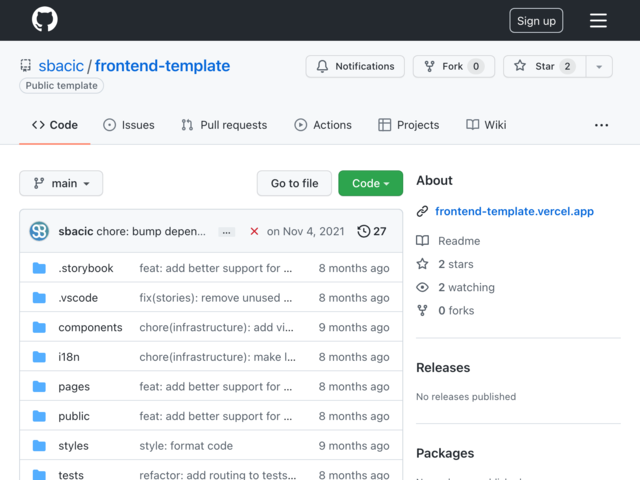 Sign up
sbacic / frontend-template
Public template
Notifications
Fork 0
Star 2
Code
Issues
Pull requests
Actions
Projects
Wiki
main
Go to file
Code
sbacic chore: bump depen... ... on Nov 4, 2021 27
.storybook feat: add better support for ... 8 months ago
.vscode fix(stories): remove unused ... 8 months ago
components chore(infrastructure): add vi... 9 months ago
i18n chore(infrastructure): make l... 8 months ago
pages feat: add better support for ... 8 months ago
public feat: add better support for ... 8 months ago
styles style: format code 9 months ago
tests refactor: add routing to tests... 8 months ago
About
frontend-template.vercel.app
Readme
2 stars
2 watching
0 forks
Releases
No releases published
Packages